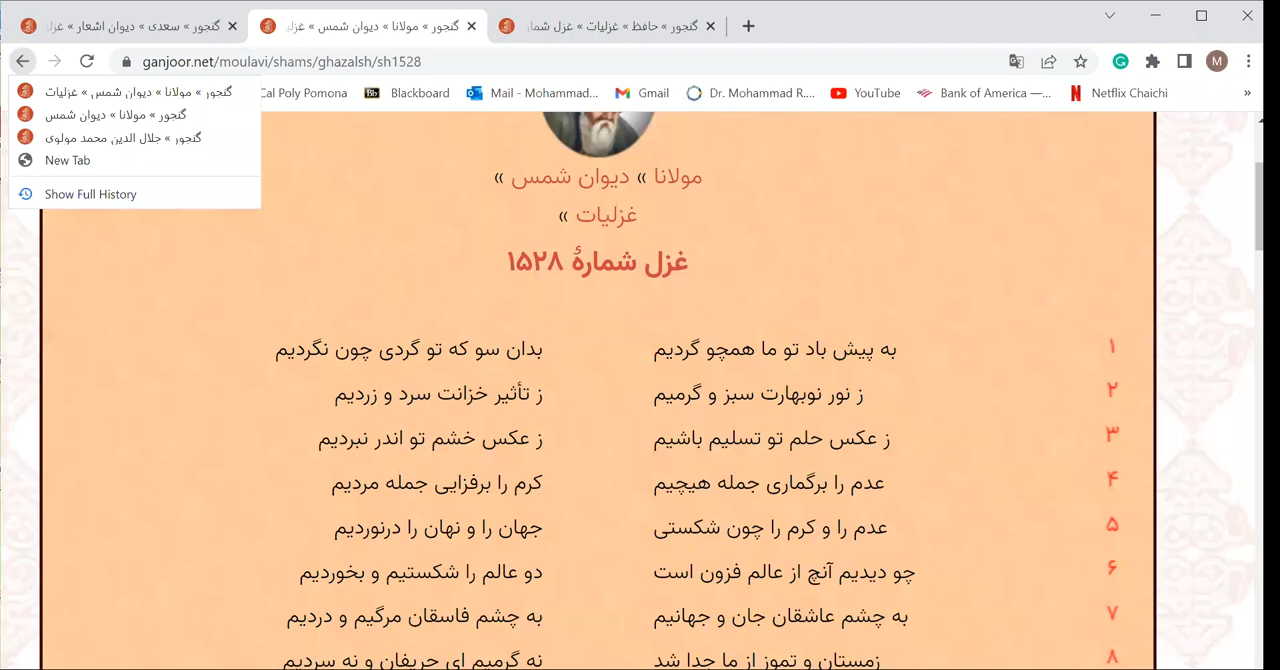 گنجور » سعدی » دیوان اشعار » غزل
گنجور » مولانا » دیوان شمس » غزلی
گنجور » حافظ » غزلیات » غزل شمار
ganjoor.net/moulavi/shams/ghazalsh/sh1528
M
Cal Poly Pomona
Bb Blackboard
Mail - Mohammad...
Gmail
Dr. Mohammad R....
YouTube
Bank of America —...
Netflix Chaichi
»
گنجور » مولانا » دیوان شمس » غزلیات
گنجور » مولانا » دیوان شمس
گنجور » جلال الدین محمد مولوی
New Tab
Show Full History
مولانا » دیوان شمس »
غزلیات »
غزل شمارهٔ ۱۵۲۸
۱ به پیش باد تو ما همچو گردیم بدان سو که تو گردی چون نگردیم
۲ ز نور نوبهارت سبز و گرمیم ز تأثیر خزانت سرد و زردیم
۳ ز عکس حلم تو تسلیم باشیم ز عکس خشم تو اندر نبردیم
۴ عدم را برگماری جمله هیچیم کرم را برفزایی جمله مردیم
۵ عدم را و کرم را چون شکستی جهان را و نهان را درنوردیم
۶ چو دیدیم آنچ از عالم فزون است دو عالم را شکستیم و بخوردیم
۷ به چشم عاشقان جان و جهانیم به چشم فاسقان مرگیم و دردیم
۸ زمستان و تموز از ما جدا شد نه گرمیم ای حریفان و نه سردیم